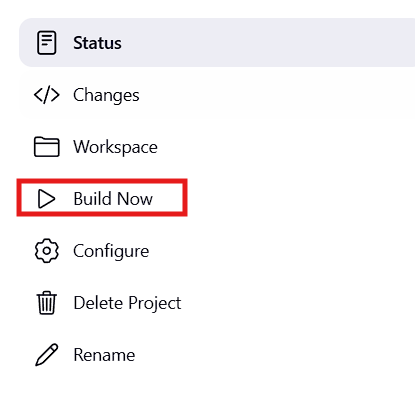 Status
Changes
Workspace
Build Now
Configure
Delete Project
Rename